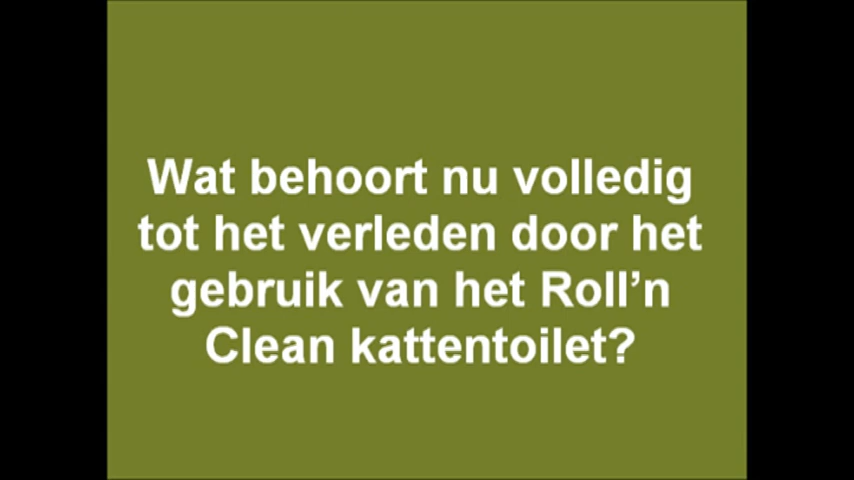 Wat behoort nu volledig
tot het verleden door het
gebruik van het Roll’n
Clean kattentoilet?